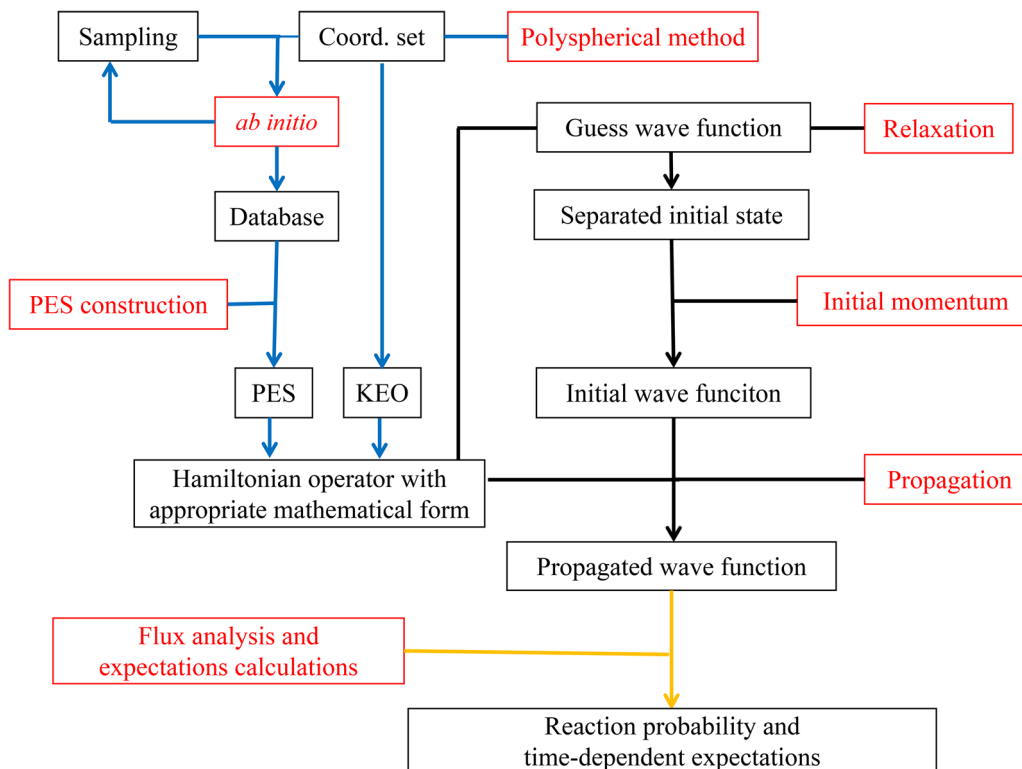 Sampling
Coord. set
Polyspherical method
ab initio
Guess wave function
Relaxation
Database
Separated initial state
PES construction
Initial momentum
PES
KEO
Initial wave funciton
Hamiltonian operator with
appropriate mathematical form
Propagation
Propagated wave function
Flux analysis and
expectations calculations
Reaction probability and
time-dependent expectations